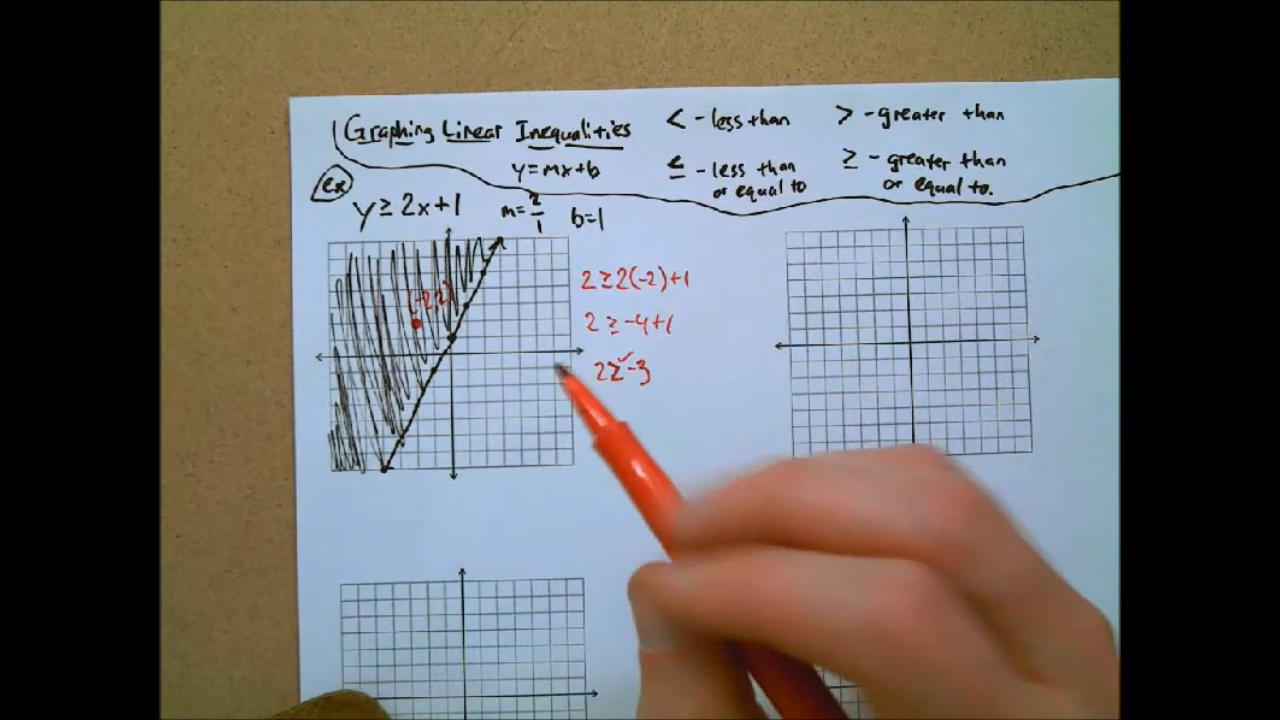 Graphing Linear Inequalities
< - less than
> - greater than
y=mx+b
≤ - less than
or equal to
≥ - greater than
or equal to.
ex
y ≥ 2x+1
m=2/1
b=1
(-2,2)
2≥2(-2)+1
2 ≥ -4+1
2≥-3